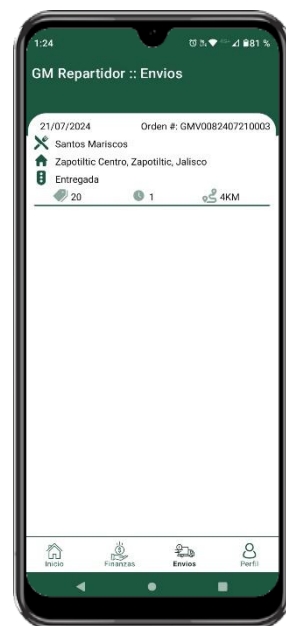 1:24 81 %
GM Repartidor :: Envios
21/07/2024 Orden #: GMV0082407210003
Santos Mariscos
Zapotiltic Centro, Zapotiltic, Jalisco
Entregada
20 1 4KM
Inicio Finanzas Envios Perfil